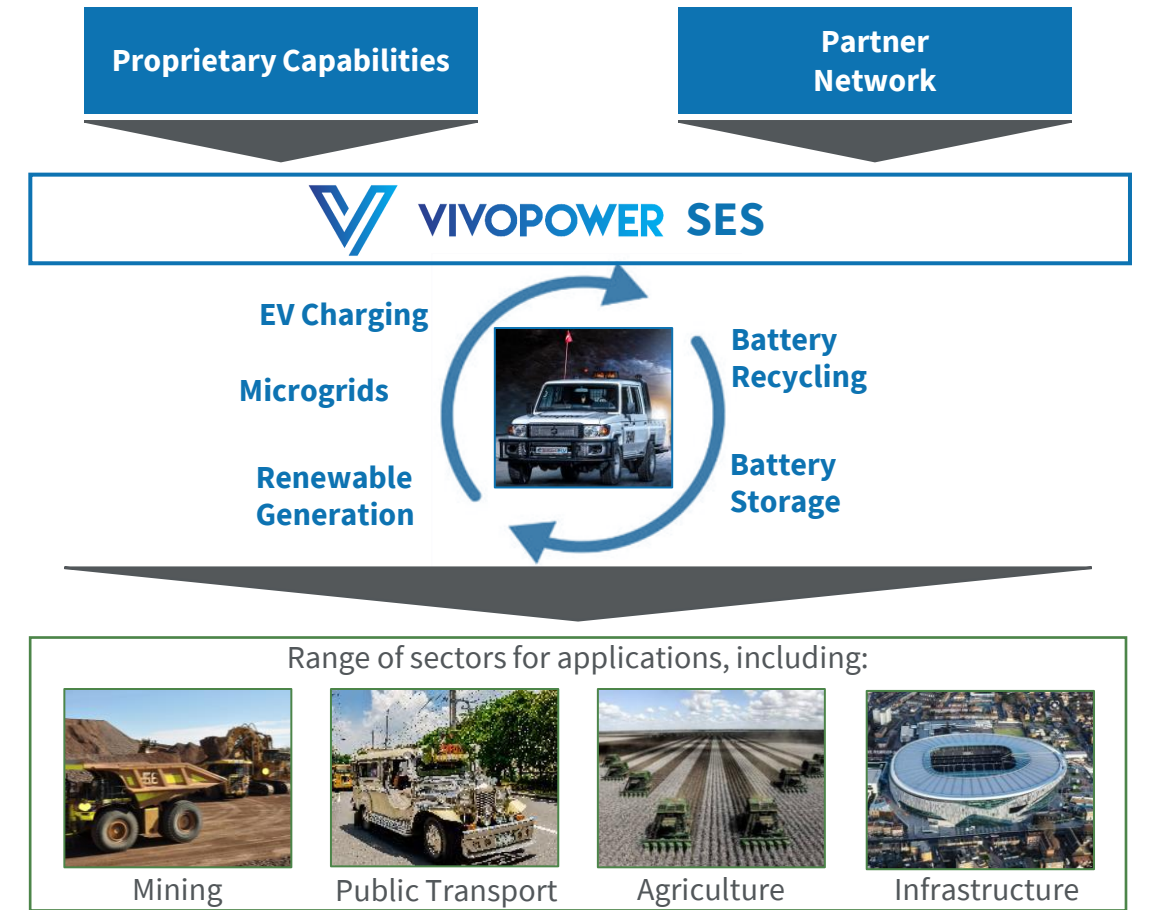 Proprietary Capabilities
Partner
Network
VIVOPOWER SES
EV Charging
Microgrids
Renewable
Generation
Battery
Recycling
Battery
Storage
Range of sectors for applications, including:
Mining
Public Transport
Agriculture
Infrastructure